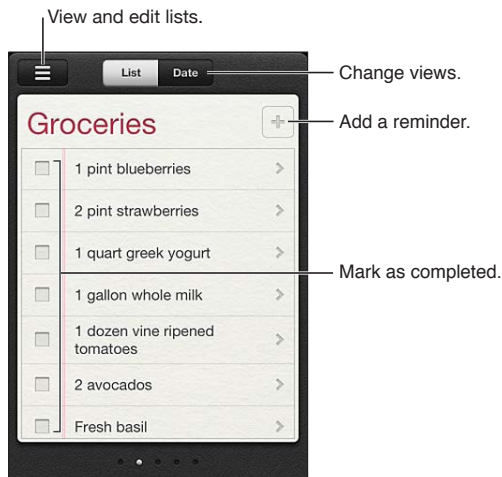 View and edit lists.
List Date
Change views.
Groceries
Add a reminder.
1 pint blueberries
2 pint strawberries
1 quart greek yogurt
Mark as completed.
1 gallon whole milk
1 dozen vine ripened
tomatoes
2 avocados
Fresh basil